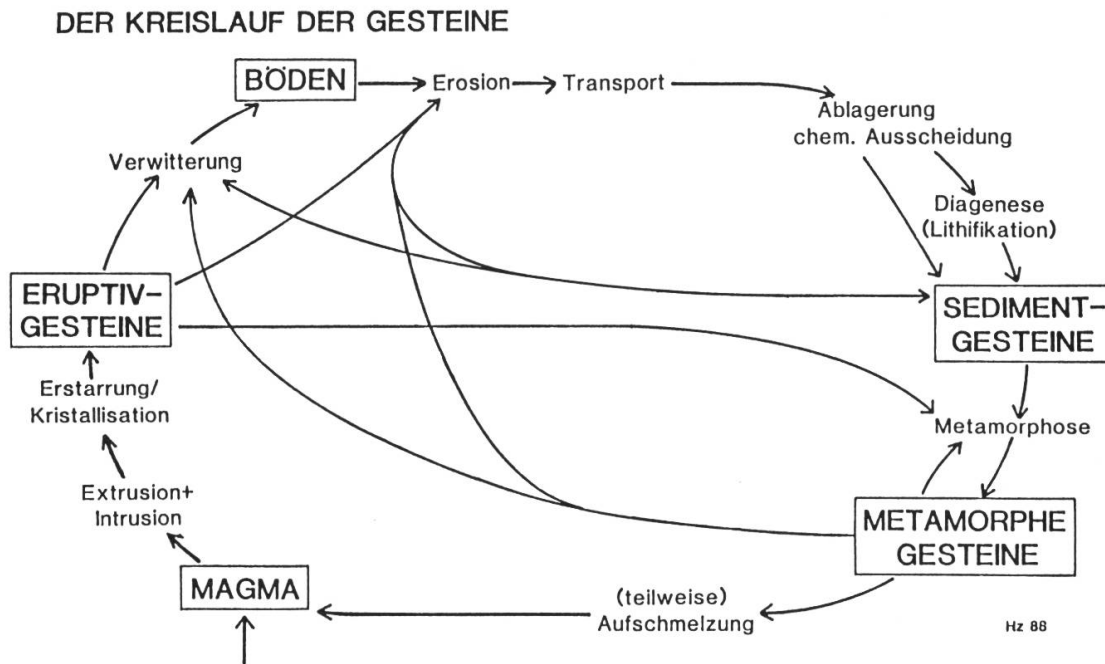 DER KREISLAUF DER GESTEINE
BÖDEN
Erosion
Transport
Ablagerung
chem. Ausscheidung
Verwitterung
Diagenese
(Lithifikation)
ERUPTIV-
GESTEINE
SEDIMENT-
GESTEINE
Erstarrung/
Kristallisation
Metamorphose
Extrusion+
Intrusion
METAMORPHE
GESTEINE
MAGMA
(teilweise)
Aufschmelzung
Hz 88